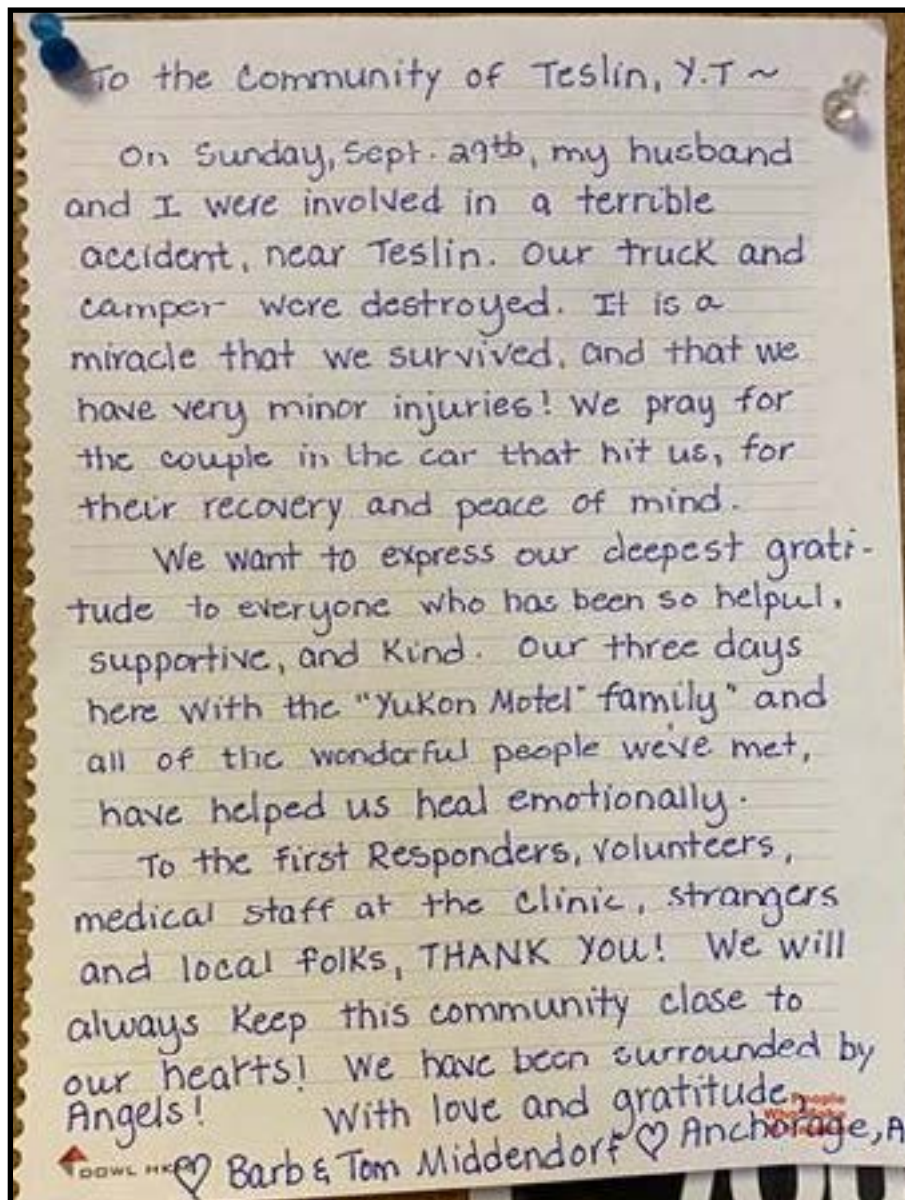 To the Community of Teslin, Y.T ~
On Sunday, Sept. 29th, my husband
and I were involved in a terrible
accident, near Teslin. Our truck and
camper were destroyed. It is a
miracle that we survived, and that we
have very minor injuries! We pray for
the couple in the car that hit us, for
their recovery and peace of mind.
We want to express our deepest grati-
tude to everyone who has been so helpul,
supportive, and Kind. Our three days
here with the "Yukon Motel" family" and
all of the wonderful people we've met,
have helped us heal emotionally.
To the First Responders, volunteers,
medical staff at the Clinic, strangers
and local folks, THANK YOU! We will
always Keep this community close to
our hearts! We have been surrounded by
Angels! With love and gratitude,
People
Who
♡ Barb & Tom Middendorf ♡ Anchorage, A
DOWL HKM